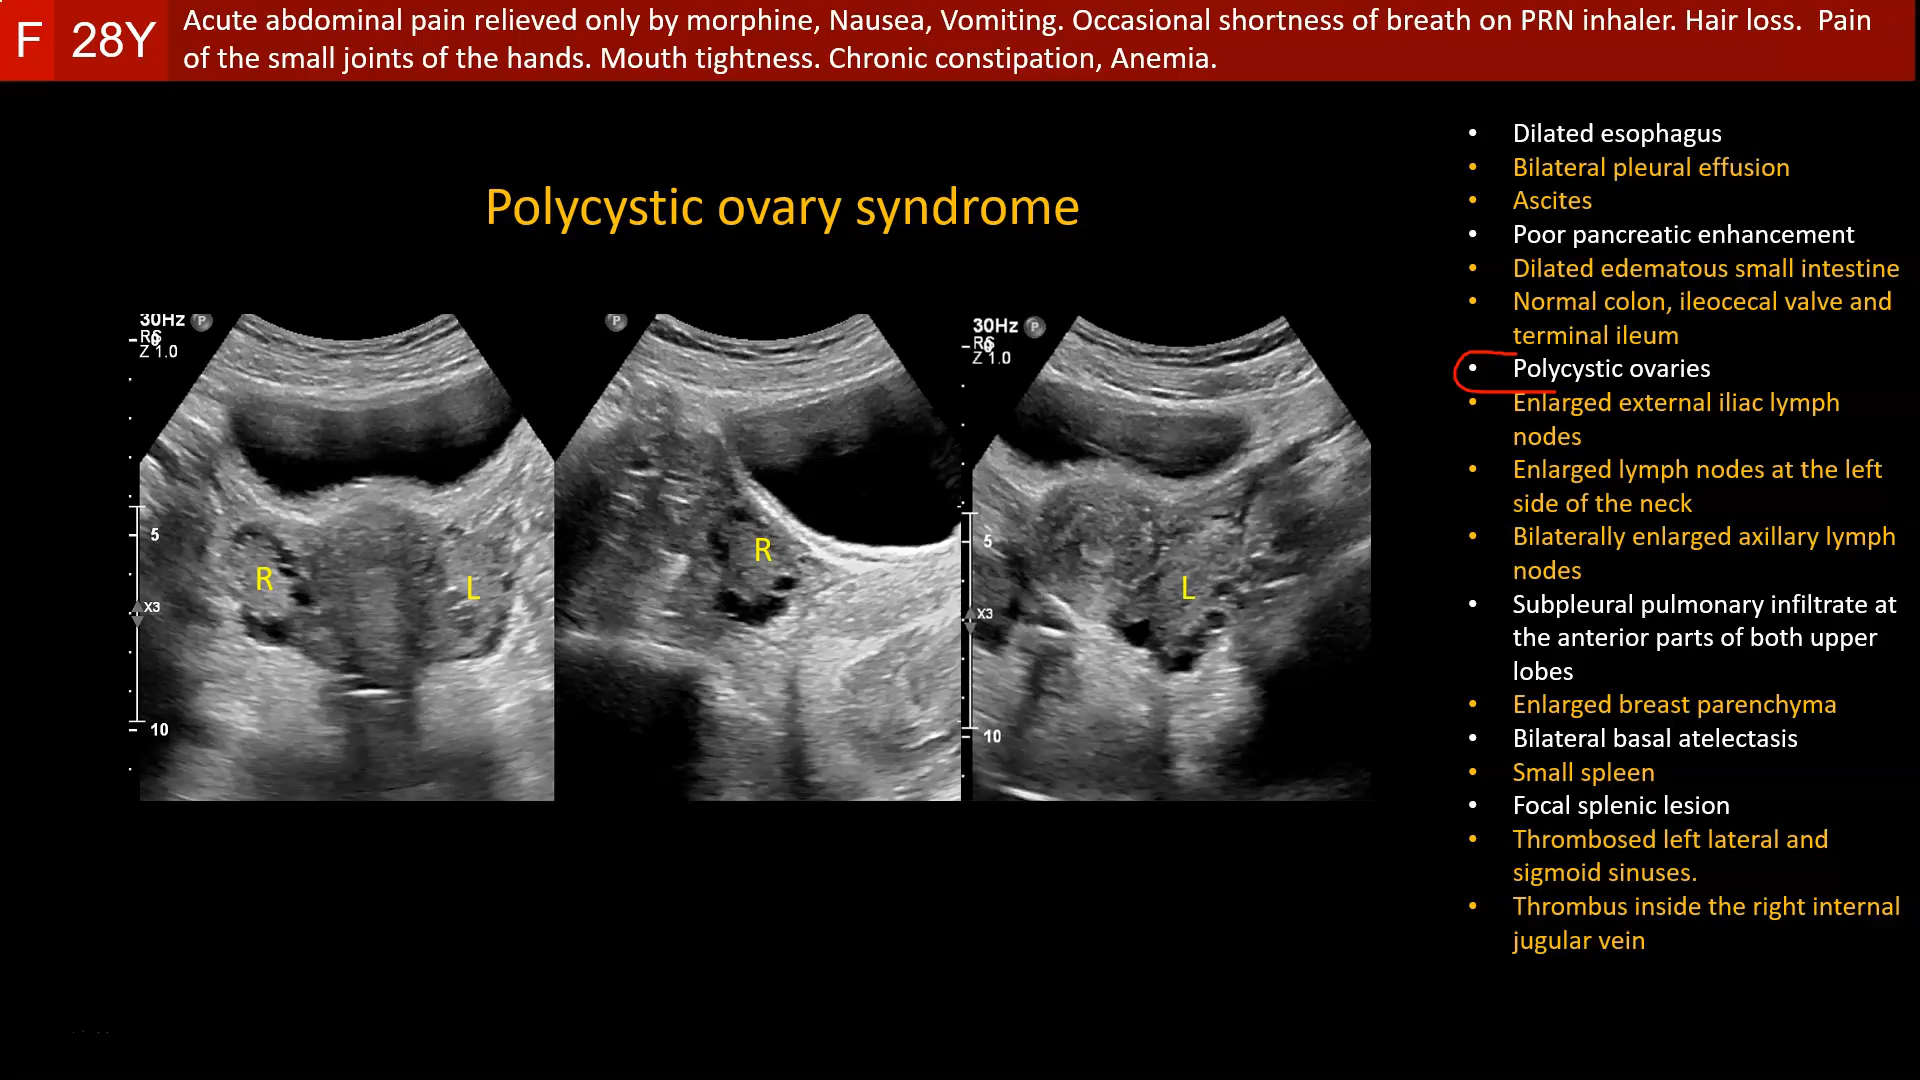 F 28Y
Acute abdominal pain relieved only by morphine, Nausea, Vomiting. Occasional shortness of breath on PRN inhaler. Hair loss.  Pain
of the small joints of the hands. Mouth tightness. Chronic constipation, Anemia.
Polycystic ovary syndrome
30Hz P
RS
Z 1.0
5
x3
10
R
L
P
R
30Hz P
RS
Z 1.0
5
x3
10
L
• Dilated esophagus
• Bilateral pleural effusion
• Ascites
• Poor pancreatic enhancement
• Dilated edematous small intestine
• Normal colon, ileocecal valve and
terminal ileum
• Polycystic ovaries
• Enlarged external iliac lymph
nodes
• Enlarged lymph nodes at the left
side of the neck
• Bilaterally enlarged axillary lymph
nodes
• Subpleural pulmonary infiltrate at
the anterior parts of both upper
lobes
• Enlarged breast parenchyma
• Bilateral basal atelectasis
• Small spleen
• Focal splenic lesion
• Thrombosed left lateral and
sigmoid sinuses.
• Thrombus inside the right internal
jugular vein